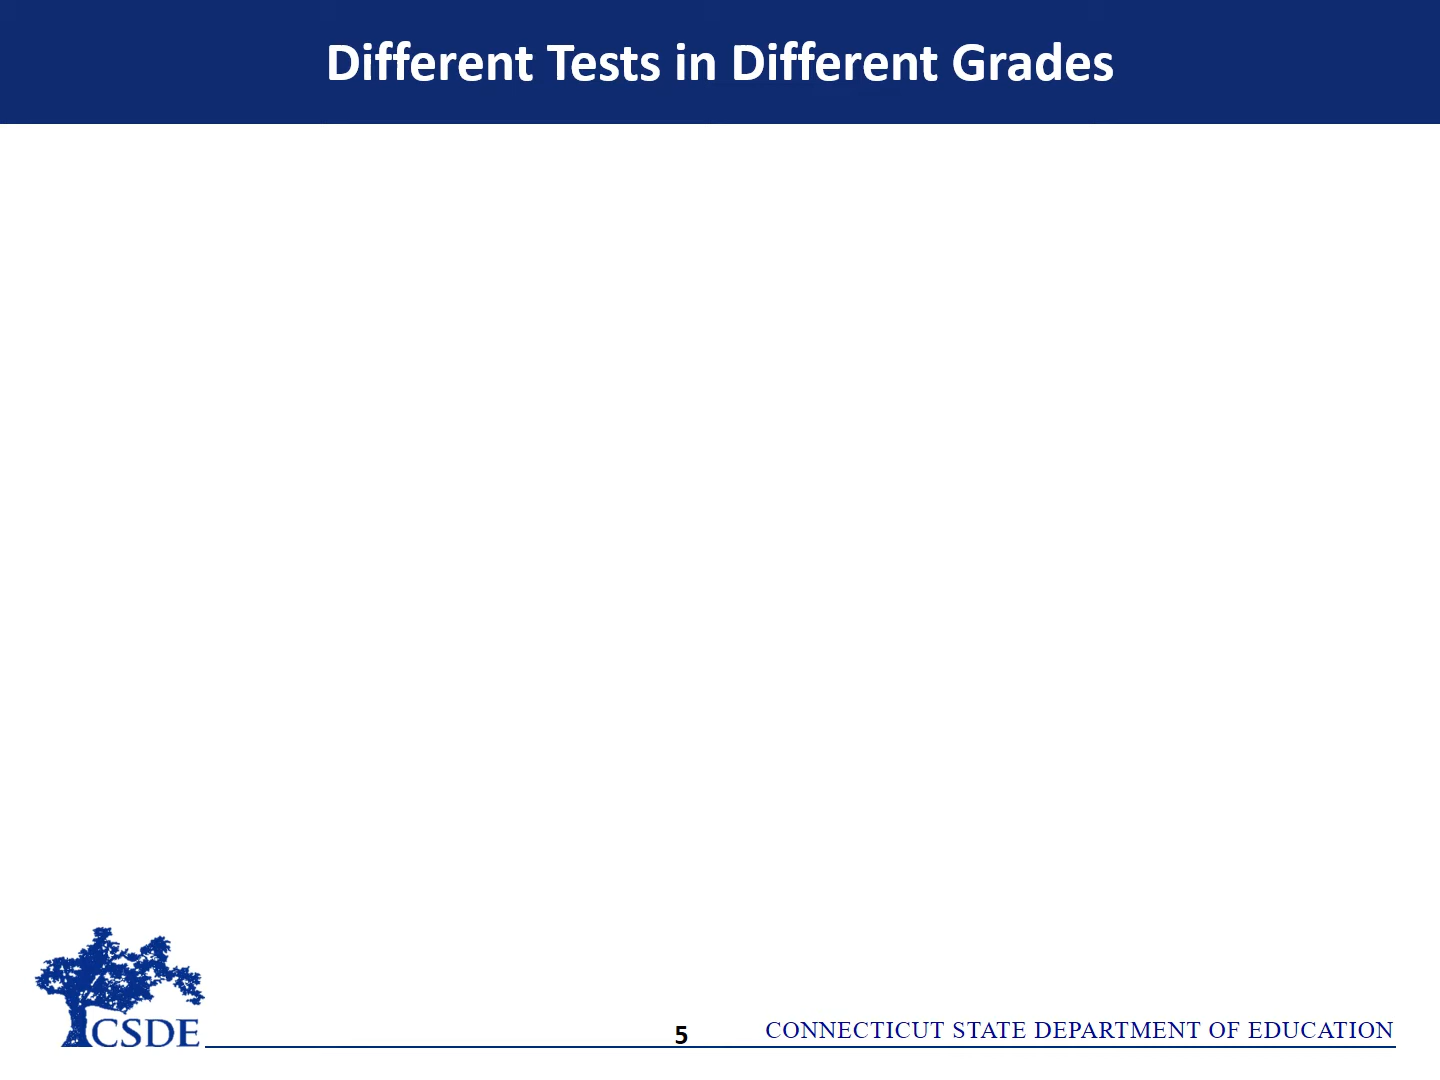 Different Tests in Different Grades
CSDE
5
CONNECTICUT STATE DEPARTMENT OF EDUCATION